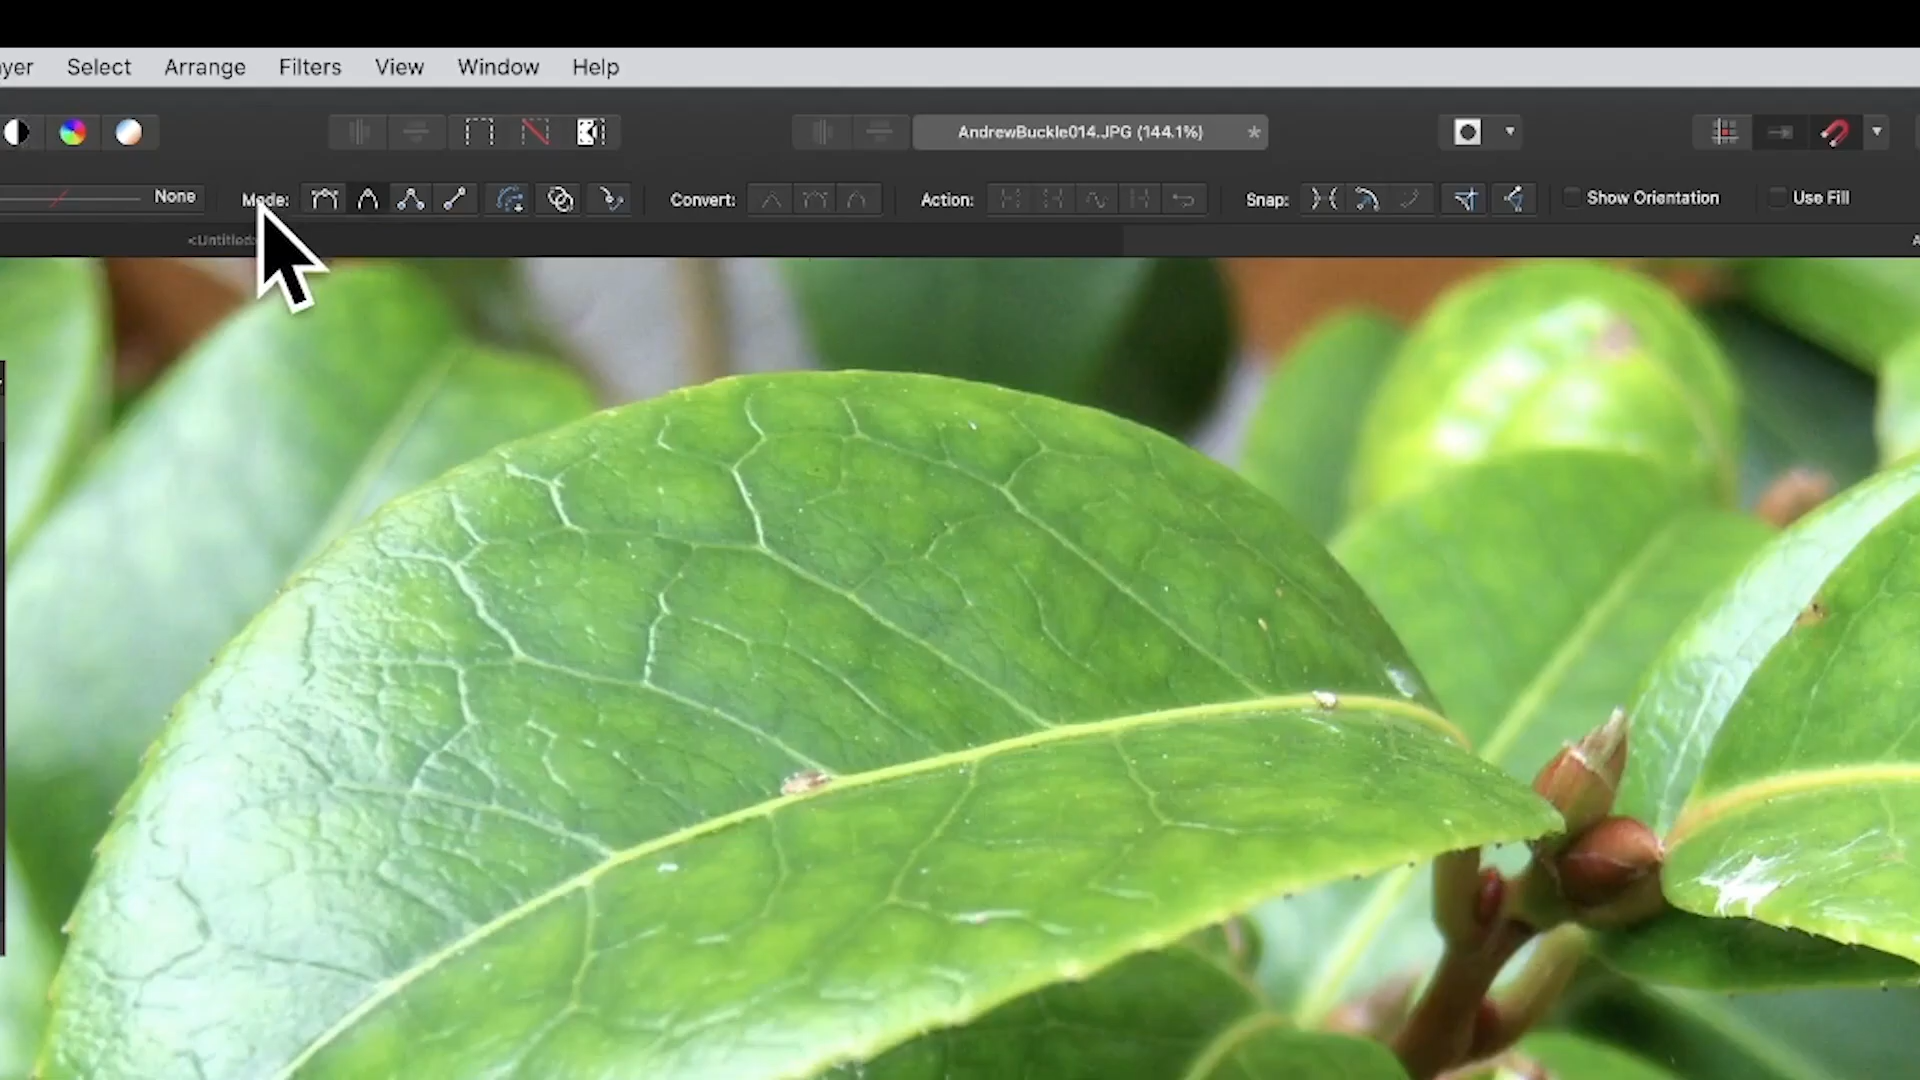 yer Select Arrange Filters View Window Help
AndrewBuckle014.JPG (144.1%) *
None Mode: Convert: Action: Snap: Show Orientation Use Fill
<Untitled>